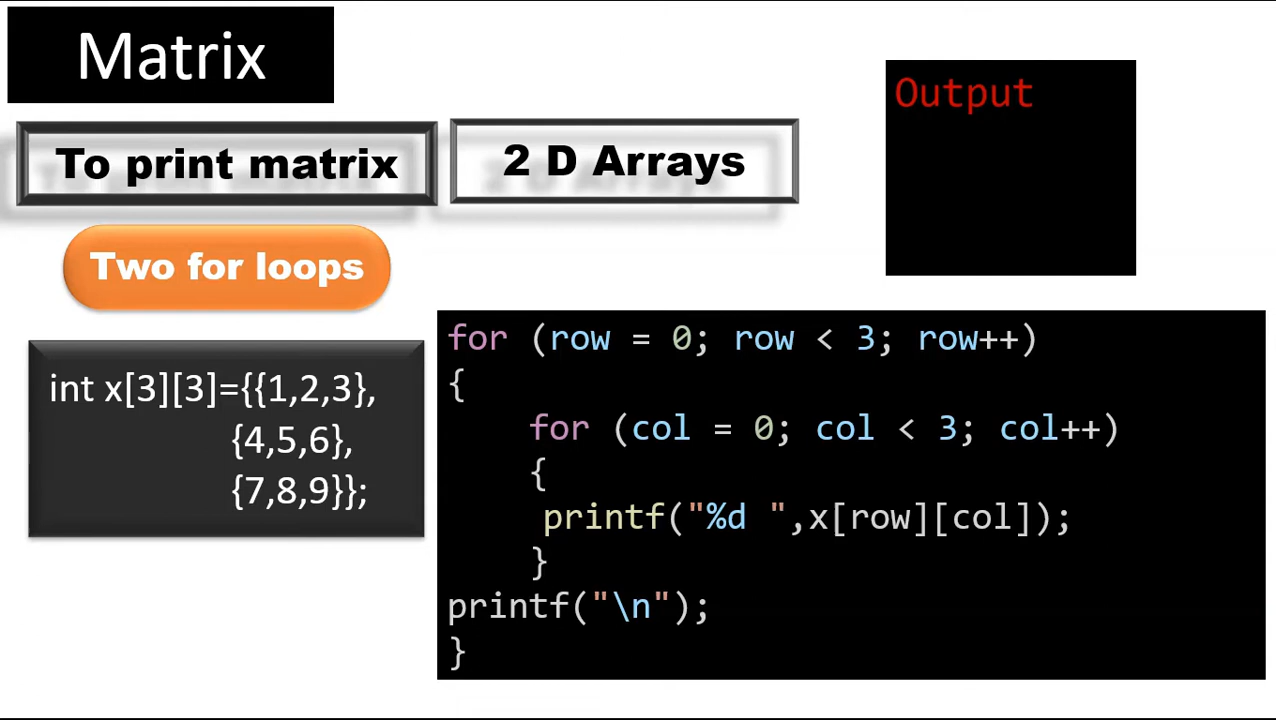 Matrix
To print matrix
2 D Arrays
Output
Two for loops
int x[3][3]={{1,2,3},
{4,5,6},
{7,8,9}};
for (row = 0; row < 3; row++)
{
for (col = 0; col < 3; col++)
{
printf("%d ",x[row][col]);
}
printf("\n");
}